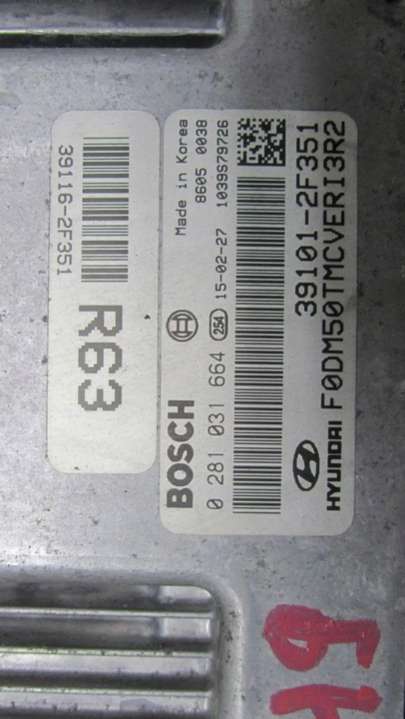 39116-2F351
R63
Made in Korea
8605 0038
BOSCH
0 281 031 664 254 15-02-27 1039S79726
39101-2F351
HYUNDAI F0DM50TMCVERI3R2